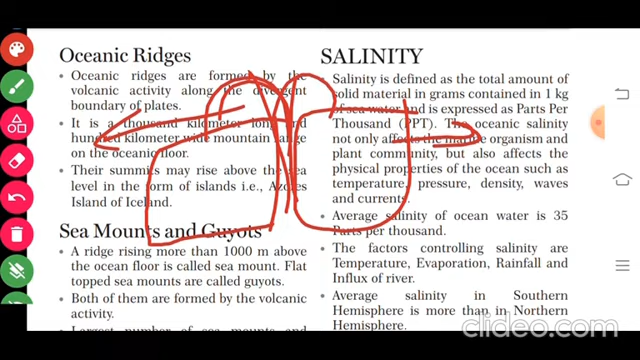 Oceanic Ridges
Oceanic ridges are formed by the
volcanic activity along the divergent
boundary of plates.
It is a thousand kilometer long and
hundred kilometer wide mountain range
on the oceanic floor.
Their summits may rise above the sea
level in the form of islands i.e., Azores
Island of Iceland.
Sea Mounts and Guyots
A ridge rising more than 1000 m above
the ocean floor is called sea mount. Flat
topped sea mounts are called guyots.
Both of them are formed by the volcanic
activity.
Largest number of sea mounts and
SALINITY
Salinity is defined as the total amount of
solid material in grams contained in 1 kg
of sea water and is expressed as Parts Per
Thousand (PPT). The oceanic salinity
not only affects the marine organism and
plant community, but also affects the
physical properties of the ocean such as
temperature, pressure, density, waves
and currents.
Average salinity of ocean water is 35
Parts per thousand.
The factors controlling salinity are
Temperature, Evaporation, Rainfall and
Influx of river.
Average salinity in Southern
Hemisphere is more than in Northern
Hemisphere.
clideo.com